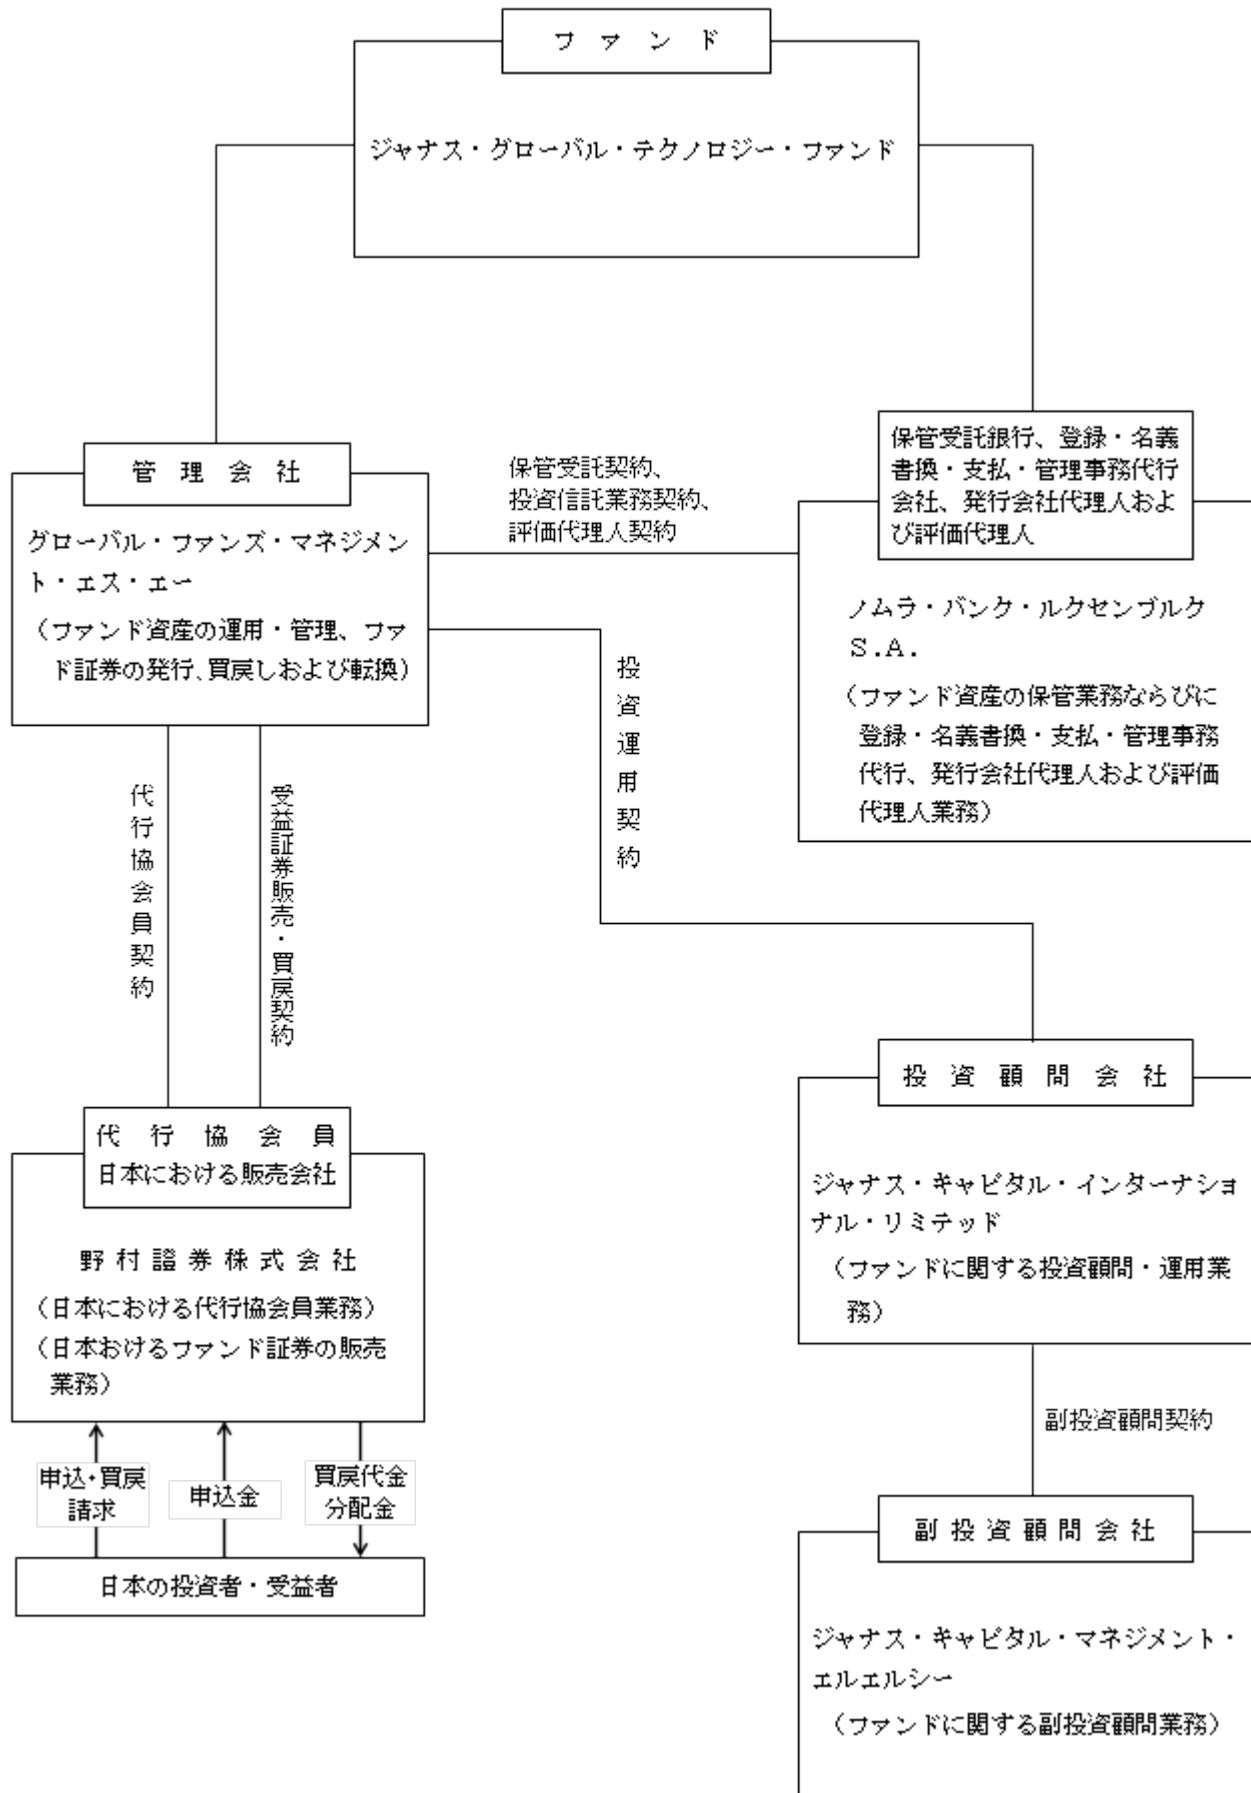 ファンド
ジャナス・グローバル・テクノロジー・ファンド
管理会社
グローバル・ファンズ・マネジメン
ト・エス・エー
（ファンド資産の運用・管理、ファ
ド証券の発行、買戻しおよび転換）
保管受託契約、
投資信託業務契約、
評価代理人契約
保管受託銀行、登録・名義
書換・支払・管理事務代行
会社、発行会社代理人およ
び評価代理人
ノムラ・バンク・ルクセンブルク
Ｓ.Ａ.
（ファンド資産の保管業務ならびに
登録・名義書換・支払・管理事務
代行、発行会社代理人および評価
代理人業務）
代行協会員契約
受益証券販売・買戻契約
投資運用契約
代行協会員
日本における販売会社
野村證券株式会社
（日本における代行協会員業務）
（日本おけるファンド証券の販売
業務）
申込・買戻
請求
申込金
買戻代金
分配金
日本の投資者・受益者
投資顧問会社
ジャナス・キャピタル・インターナショ
ナル・リミテッド
（ファンドに関する投資顧問・運用業
務）
副投資顧問契約
副投資顧問会社
ジャナス・キャピタル・マネジメント・
エルエルシー
（ファンドに関する副投資顧問業務）